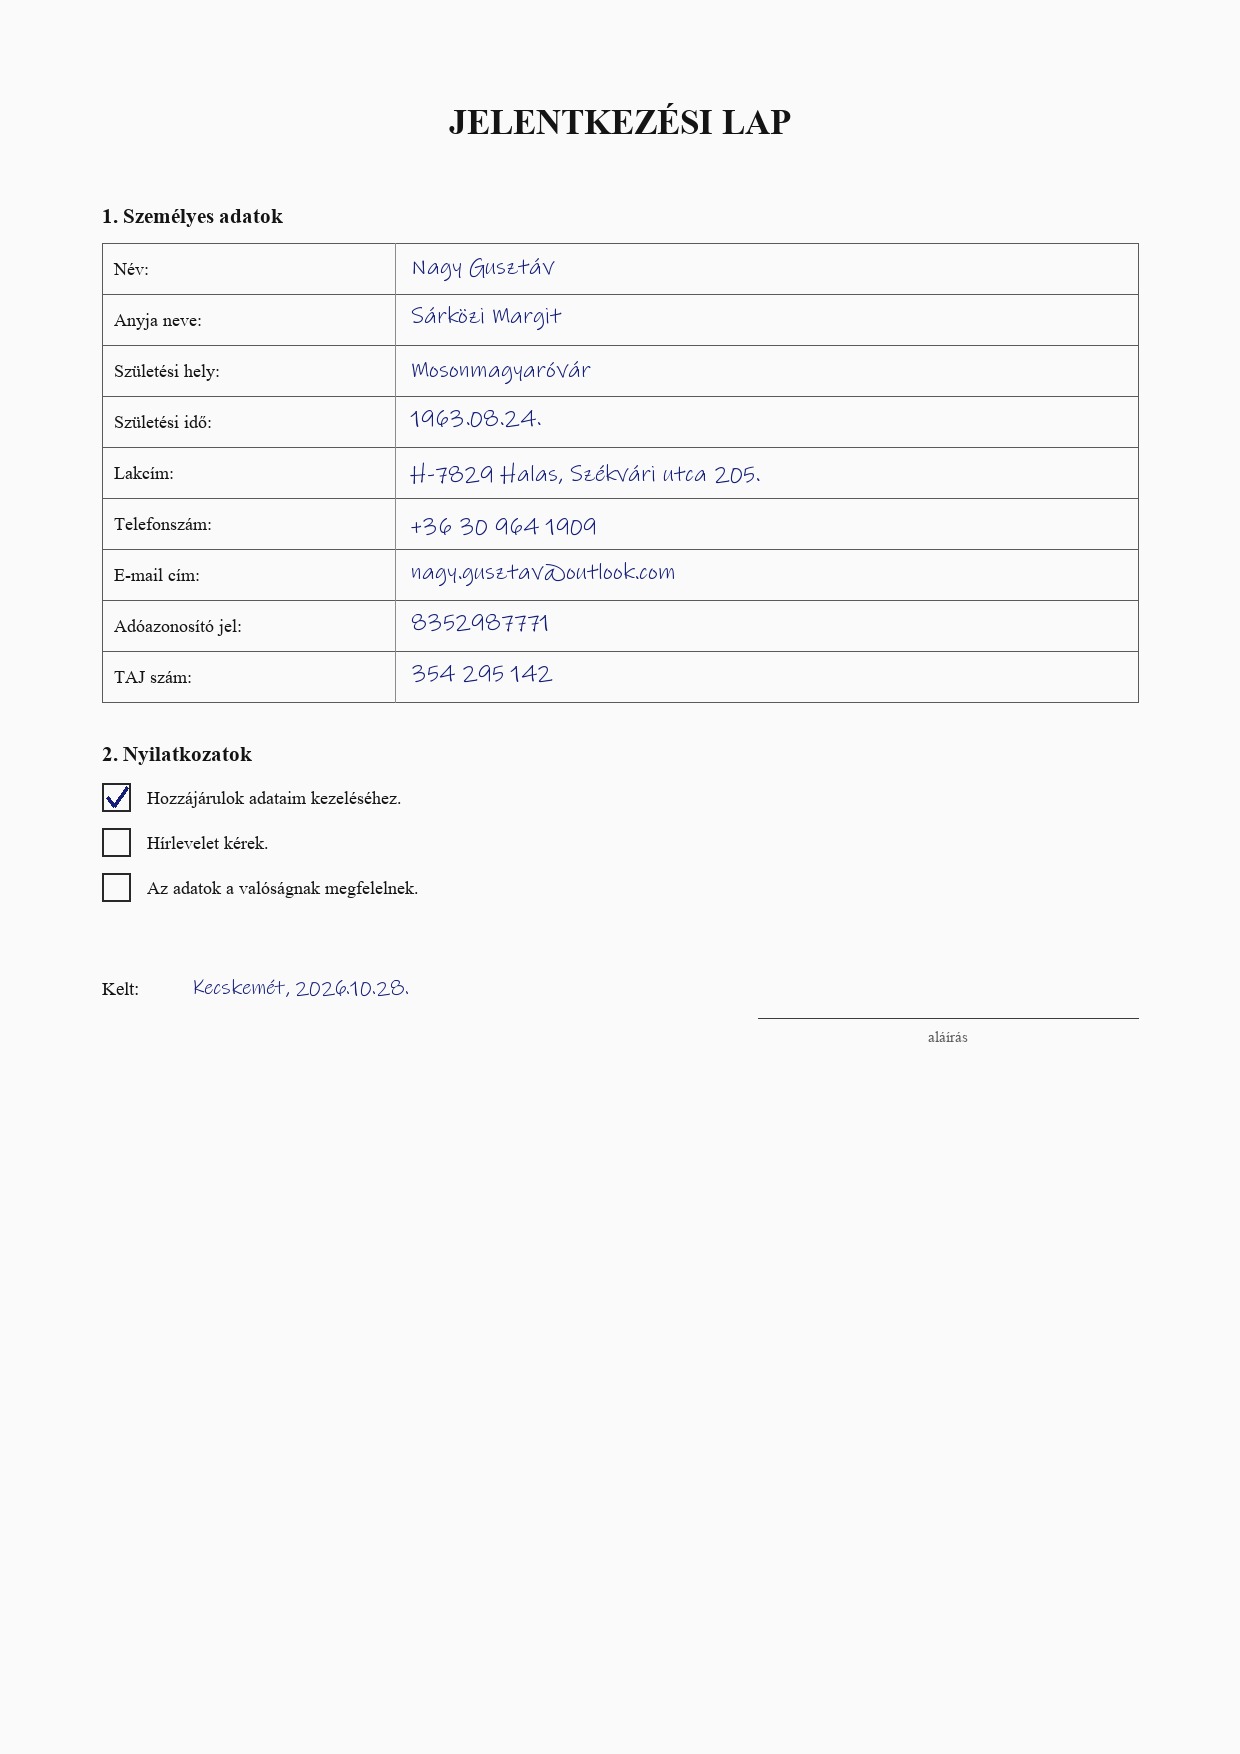 JELENTKEZÉSI LAP
1. Személyes adatok
Név: Nagy Gusztáv
Anyja neve: Sárközi Margit
Születési hely: Mosonmagyaróvár
Születési idő: 1963.08.24.
Lakcím: H-7829 Halas, Székvári utca 205.
Telefonszám: +36 30 964 1909
E-mail cím: nagy.gusztav@outlook.com
Adóazonosító jel: 8352987771
TAJ szám: 354 295 142
2. Nyilatkozatok
Hozzájárulok adataim kezeléséhez.
Hírlevelet kérek.
Az adatok a valóságnak megfelelnek.
Kelt: Kecskemét, 2026.10.28.
aláírás